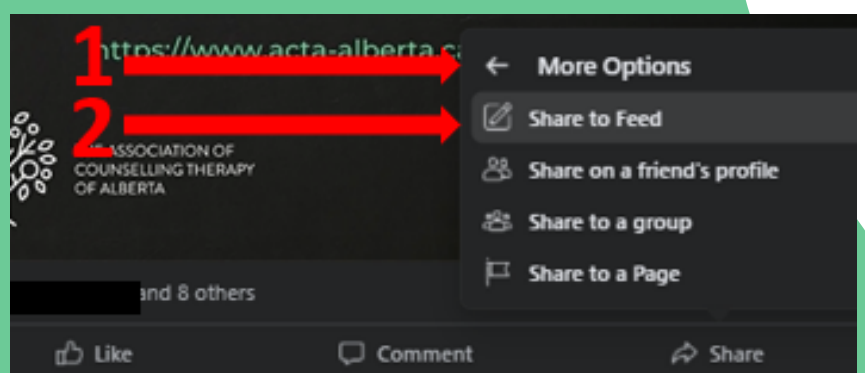 https://www.acta-alberta.ca
1
More Options
2
Share to Feed
ASSOCIATION OF
COUNSELLING THERAPY
OF ALBERTA
Share on a friend's profile
Share to a group
Share to a Page
and 8 others
Like
Comment
Share